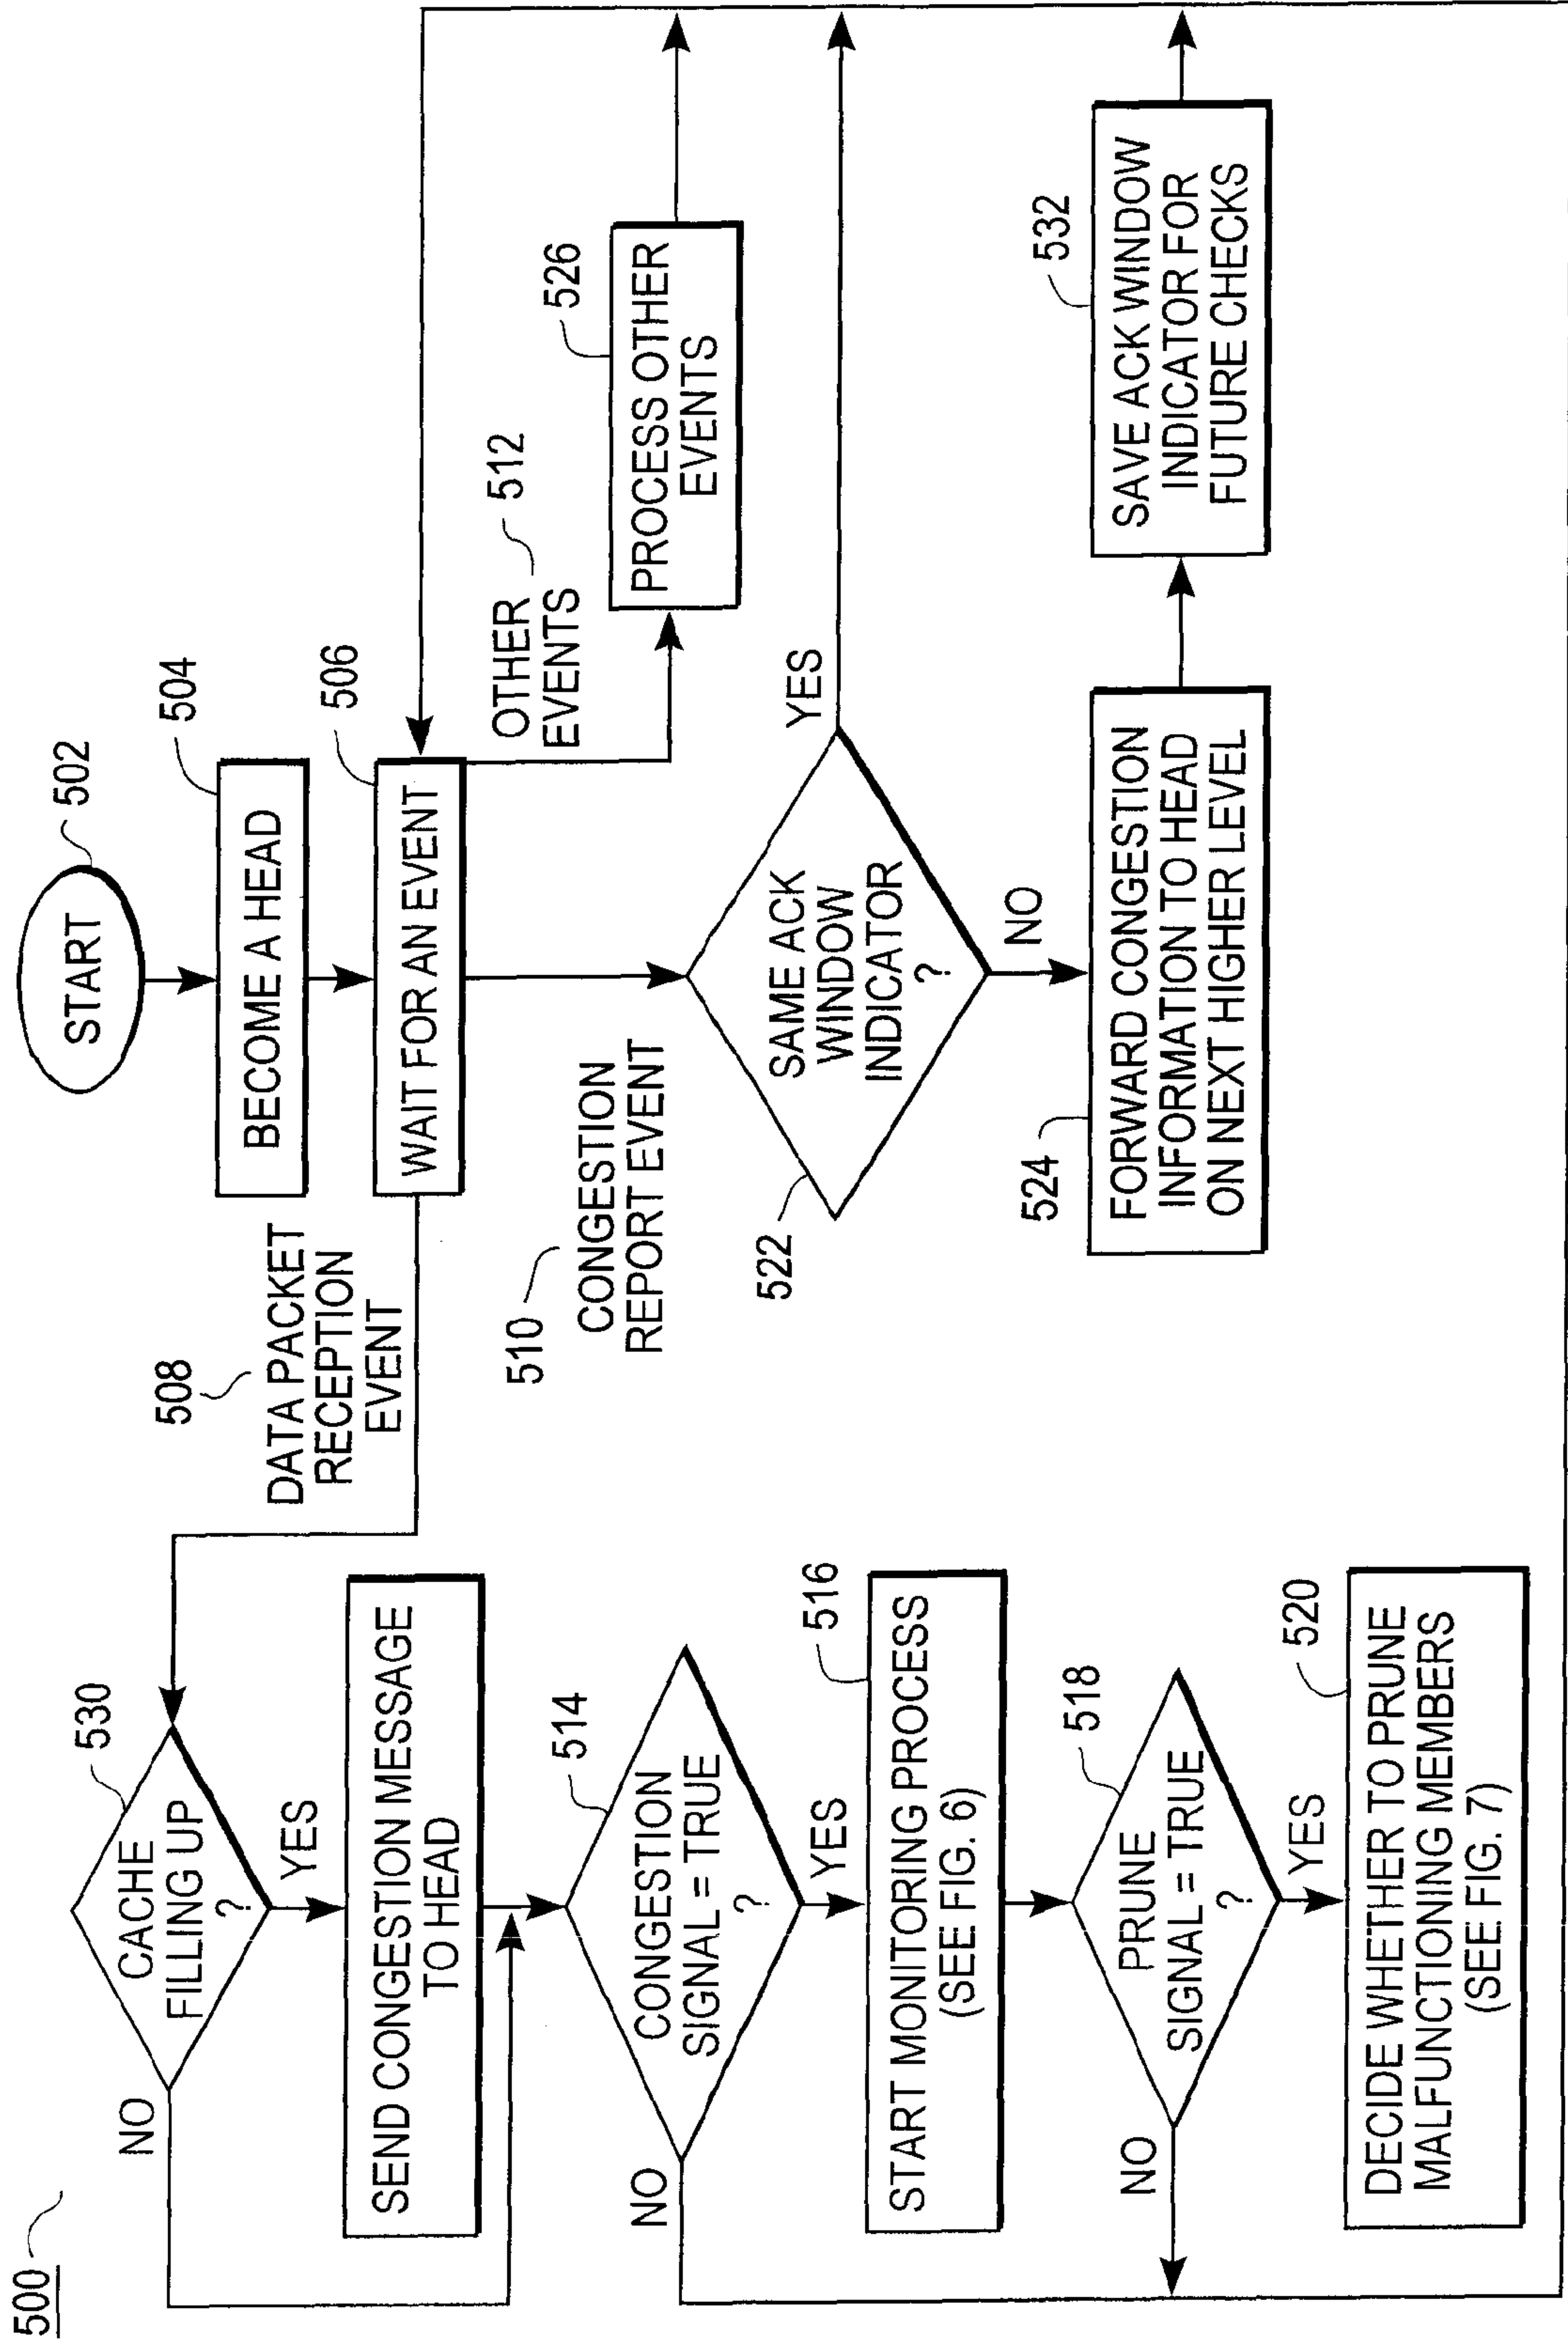 500
START
502
BECOME A HEAD
504
WAIT FOR AN EVENT
506
508
DATA PACKET
RECEPTION
EVENT
510
CONGESTION
REPORT EVENT
OTHER
EVENTS
512
PROCESS OTHER
EVENTS
526
CACHE
FILLING UP
?
530
NO
YES
SEND CONGESTION MESSAGE
TO HEAD
CONGESTION
SIGNAL = TRUE
?
514
NO
YES
START MONITORING PROCESS
(SEE FIG. 6)
516
PRUNE
SIGNAL = TRUE
?
518
NO
YES
DECIDE WHETHER TO PRUNE
MALFUNCTIONING MEMBERS
(SEE FIG. 7)
520
SAME ACK
WINDOW
INDICATOR
?
522
YES
NO
524
FORWARD CONGESTION
INFORMATION TO HEAD
ON NEXT HIGHER LEVEL
SAVE ACK WINDOW
INDICATOR FOR
FUTURE CHECKS
532